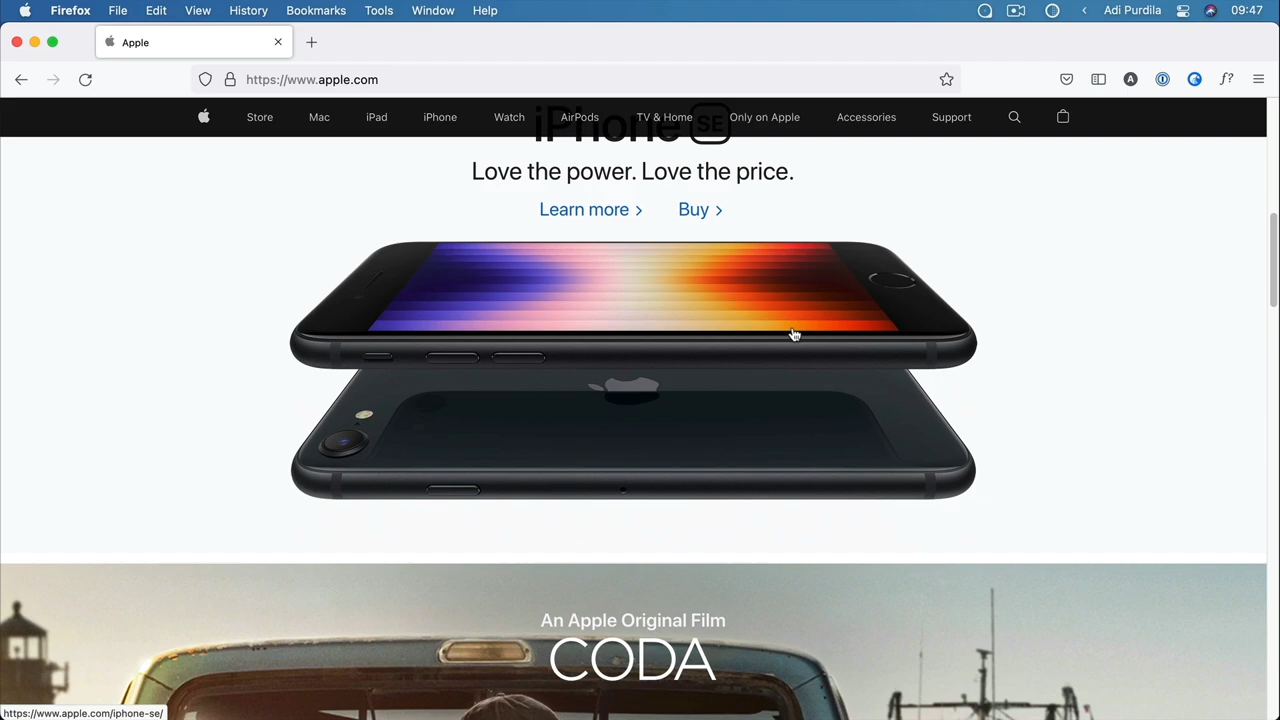 Firefox File Edit View History Bookmarks Tools Window Help Adi Purdila 09:47
Apple
https://www.apple.com
Store Mac iPad iPhone Watch AirPods TV & Home Only on Apple Accessories Support
iPhone SE
Love the power. Love the price.
Learn more > Buy >
An Apple Original Film
CODA
https://www.apple.com/iphone-se/